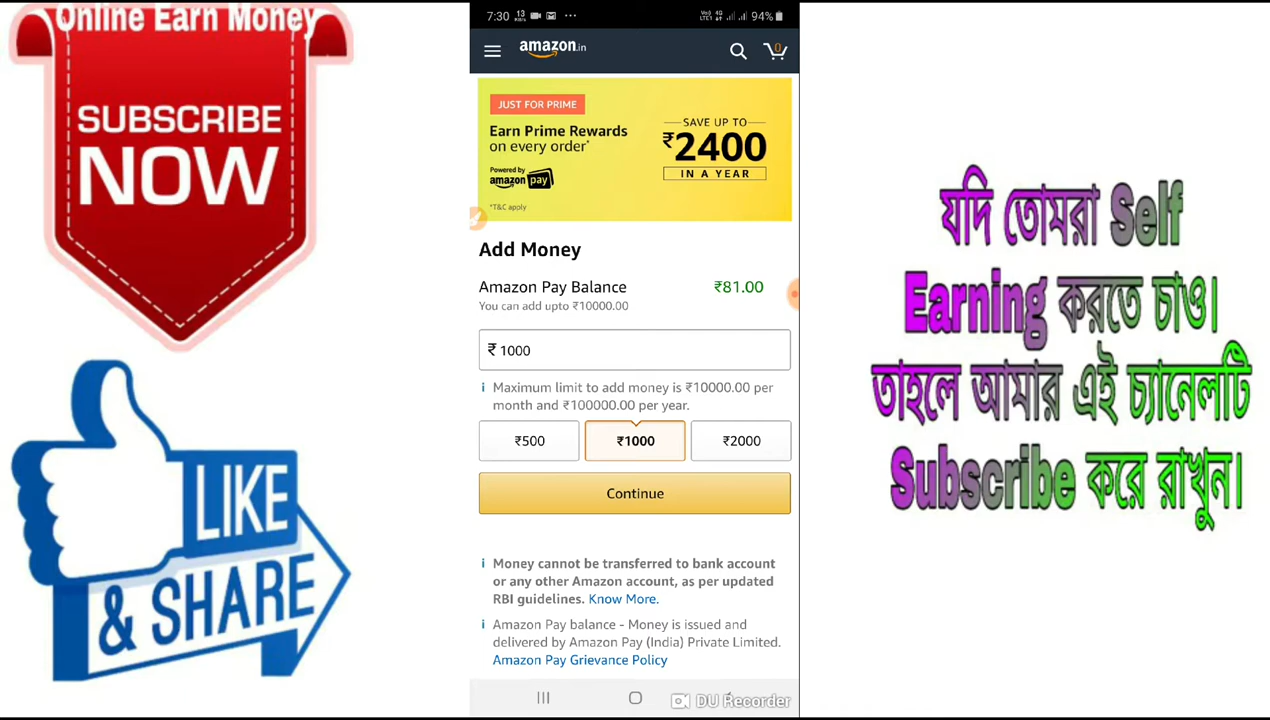 Online Earn Money
SUBSCRIBE
NOW
LIKE
& SHARE
7:30 94%
amazon.in
0
JUST FOR PRIME
Earn Prime Rewards
on every order*
Powered by
amazon pay
*T&C apply
SAVE UP TO
₹2400
IN A YEAR
Add Money
Amazon Pay Balance ₹81.00
You can add upto ₹10000.00
₹ 1000
i Maximum limit to add money is ₹10000.00 per
month and ₹100000.00 per year.
₹500 ₹1000 ₹2000
Continue
i Money cannot be transferred to bank account
or any other Amazon account, as per updated
RBI guidelines. Know More.
i Amazon Pay balance - Money is issued and
delivered by Amazon Pay (India) Private Limited.
Amazon Pay Grievance Policy
DU Recorder
যদি তোমরা Self
Earning করতে চাও।
তাহলে আমার এই চ্যানেলটি
Subscribe করে রাখুন।